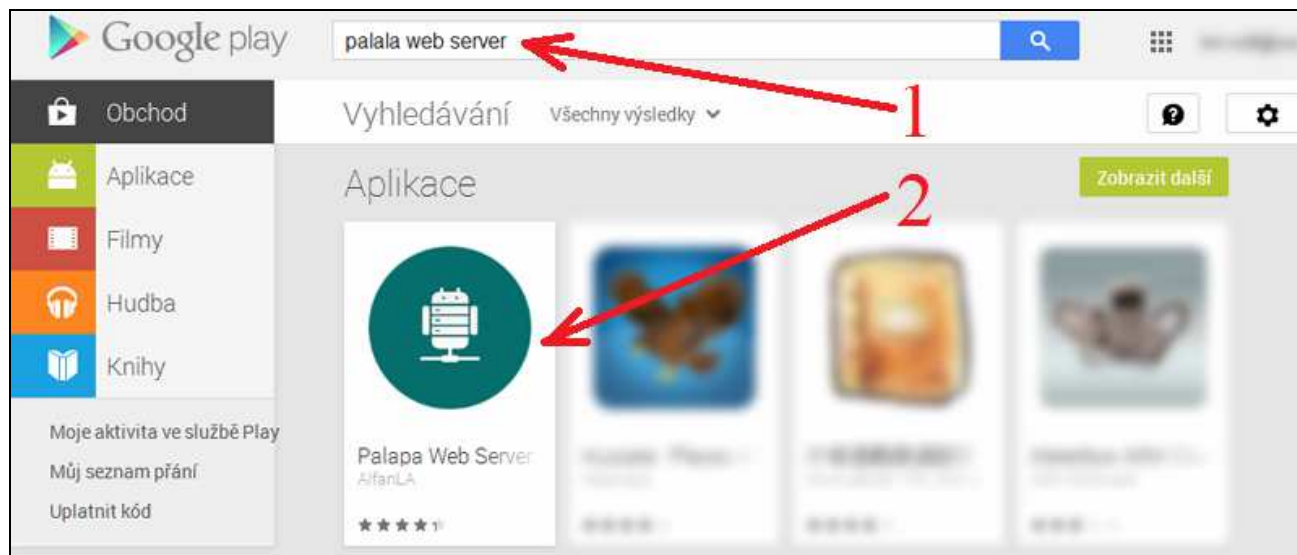 Google play
palala web server
1
Obchod
Vyhledávání
Všechny výsledky
Aplikace
Aplikace
Zobrazit další
2
Filmy
Hudba
Knihy
Moje aktivita ve službě Play
Můj seznam přání
Uplatnit kód
Palapa Web Server
AlfanLA